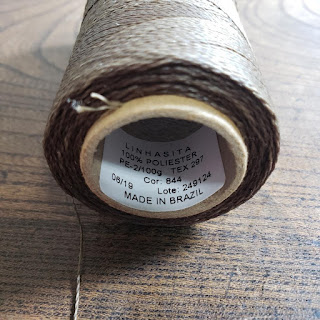 LINHASITA
100% POLIESTER
PE-2/100g TEX 297
06/19 Cor: 844
Lote: 249124
MADE IN BRAZIL